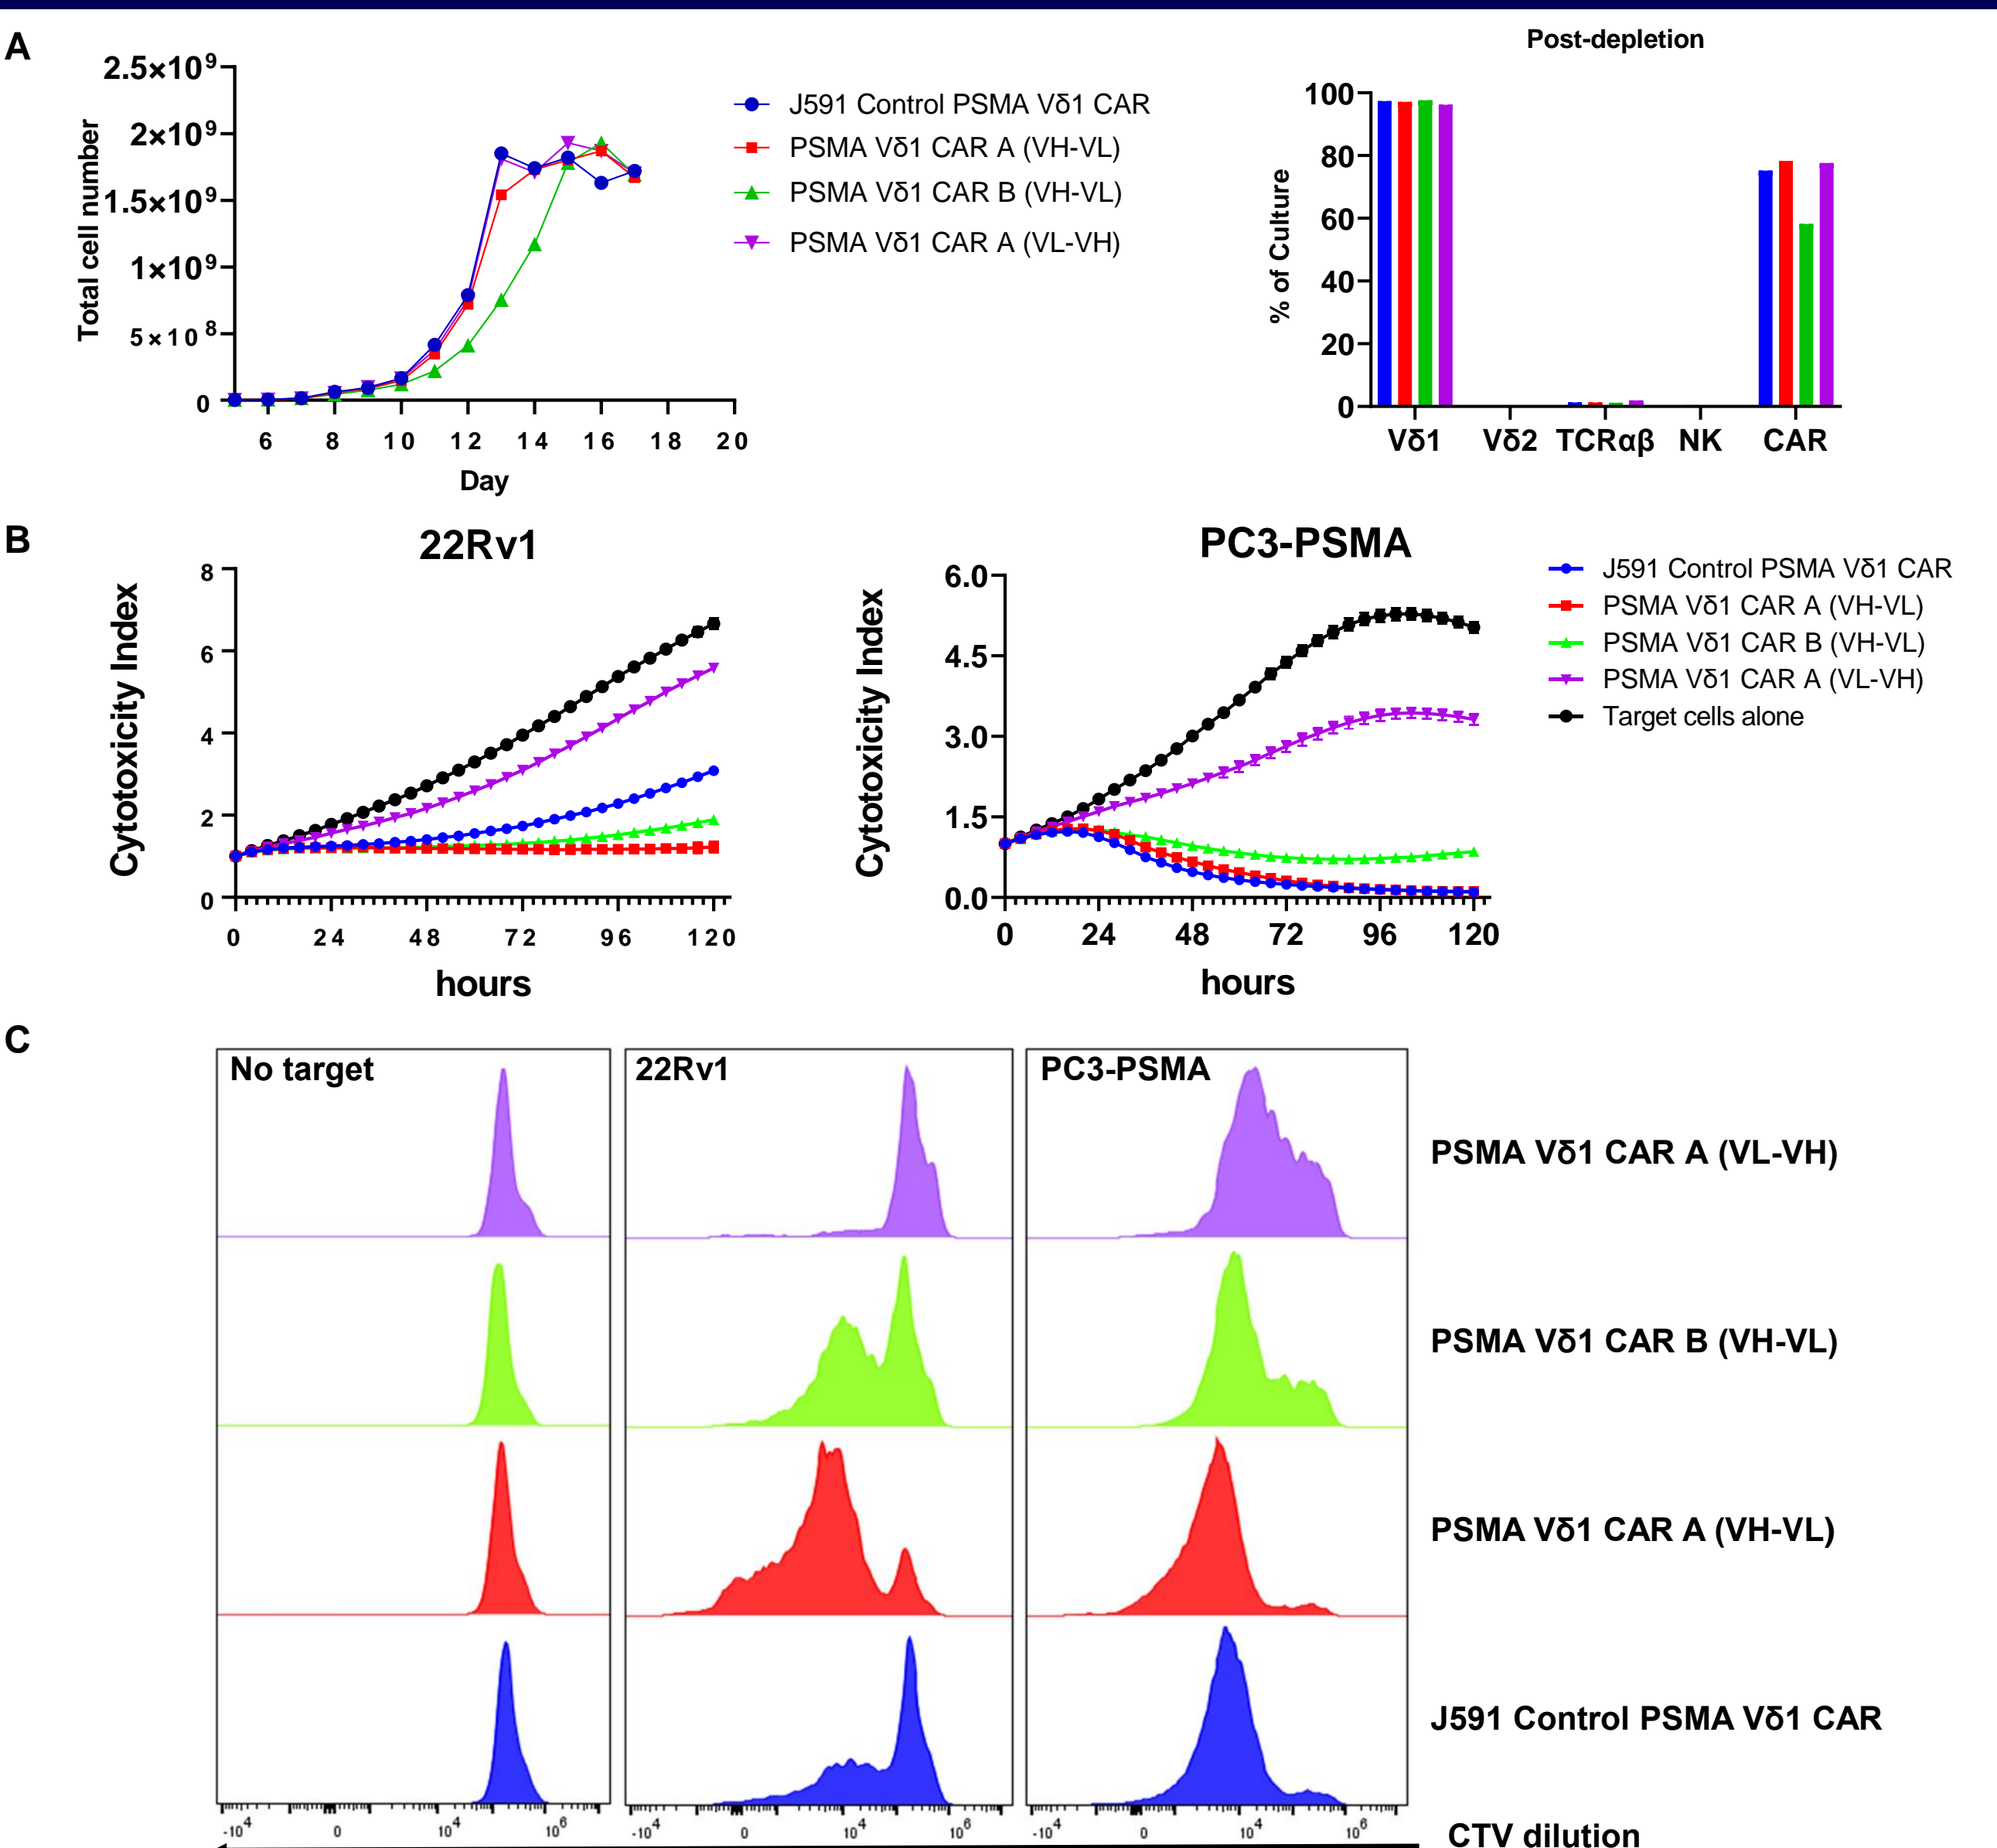 A
Post-depletion
Total cell number
2.5×10⁹
2×10⁹
1.5×10⁹
1×10⁹
5×10⁸
0
6 8 10 12 14 16 18 20
Day
J591 Control PSMA Vδ1 CAR
PSMA Vδ1 CAR A (VH-VL)
PSMA Vδ1 CAR B (VH-VL)
PSMA Vδ1 CAR A (VL-VH)
% of Culture
100
80
60
40
20
0
Vδ1 Vδ2 TCRαβ NK CAR
B
22Rv1
Cytotoxicity Index
8
6
4
2
0
0 24 48 72 96 120
hours
PC3-PSMA
Cytotoxicity Index
6.0
4.5
3.0
1.5
0.0
0 24 48 72 96 120
hours
J591 Control PSMA Vδ1 CAR
PSMA Vδ1 CAR A (VH-VL)
PSMA Vδ1 CAR B (VH-VL)
PSMA Vδ1 CAR A (VL-VH)
Target cells alone
C
No target
22Rv1
PC3-PSMA
PSMA Vδ1 CAR A (VL-VH)
PSMA Vδ1 CAR B (VH-VL)
PSMA Vδ1 CAR A (VH-VL)
J591 Control PSMA Vδ1 CAR
-10⁴ 0 10⁴ 10⁶
-10⁴ 0 10⁴ 10⁶
-10⁴ 0 10⁴ 10⁶
CTV dilution